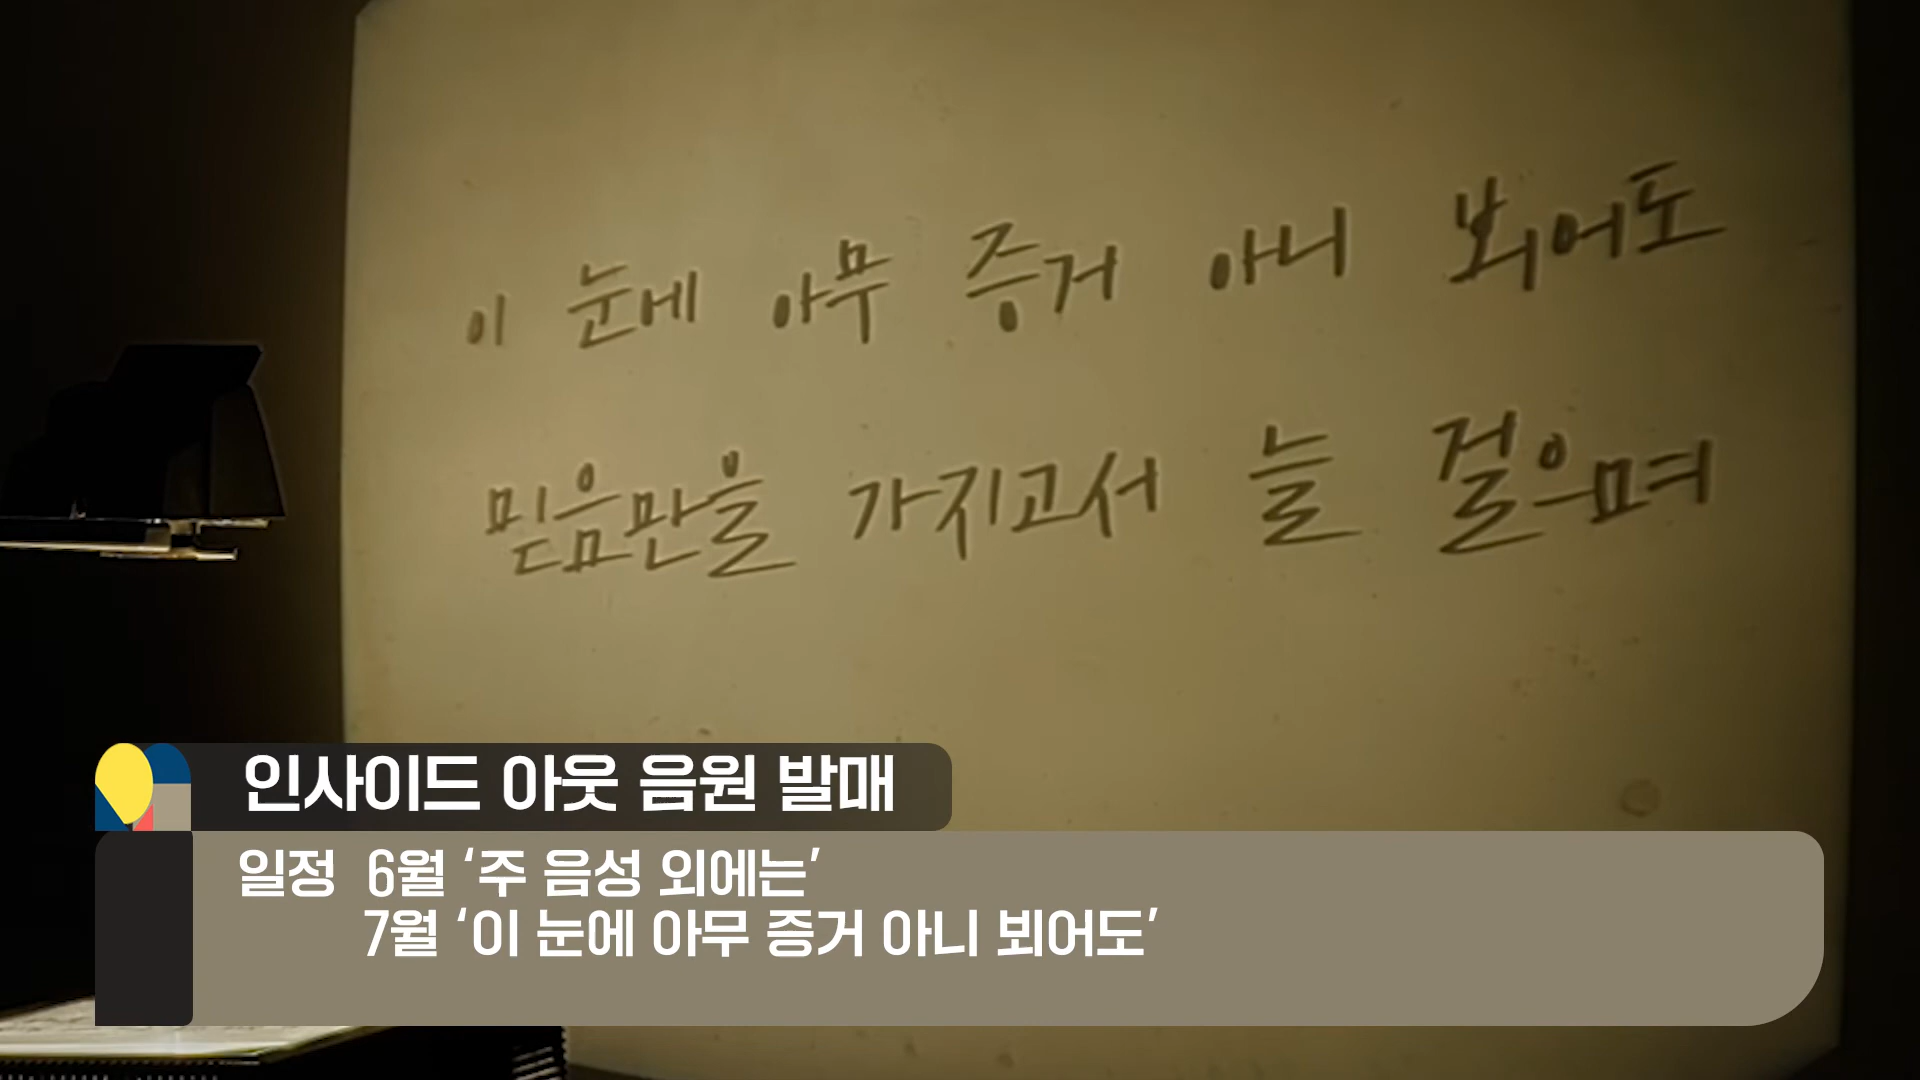 이 눈에 아무 증거 아니 뵈어도
믿음만을 가지고서 늘 걸으며
인사이드 아웃 음원 발매
일정 6월 ‘주 음성 외에는’
7월 ‘이 눈에 아무 증거 아니 뵈어도’